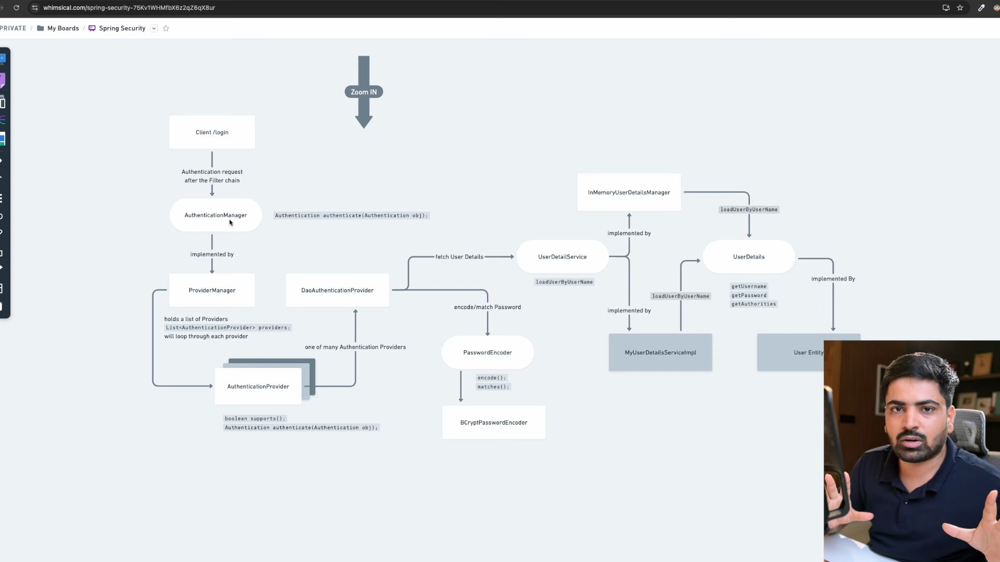 whimsical.com/spring-security-75Kv1WHMfbX6z2qZ6qX8ur
PRIVATE / My Boards / Spring Security
Zoom IN
Client /login
Authentication request
after the Filter chain
AuthenticationManager
Authentication authenticate(Authentication obj);
implemented by
ProviderManager
holds a list of Providers
List<AuthenticationProvider> providers;
will loop through each provider
AuthenticationProvider
boolean supports();
Authentication authenticate(Authentication obj);
one of many Authentication Providers
DaoAuthenticationProvider
fetch User Details
encode/match Password
PasswordEncoder
encode();
matches();
BCryptPasswordEncoder
UserDetailService
loadUserByUserName
implemented by
InMemoryUserDetailsManager
loadUserByUserName
implemented by
MyUserDetailsServiceImpl
loadUserByUserName
UserDetails
getUsername
getPassword
getAuthorities
implemented By
User Entity